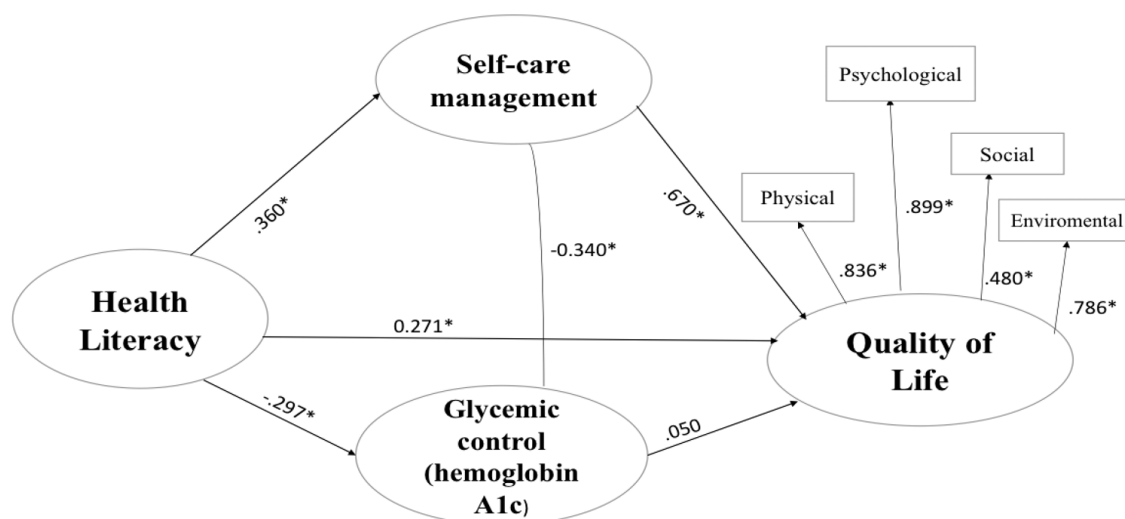 Self-care
management
Psychological
Social
Physical
Enviromental
.360*
.670*
.899*
.836*
.480*
.786*
-0.340*
Health
Literacy
0.271*
Quality of
Life
-.297*
Glycemic
control
(hemoglobin
A1c)
.050